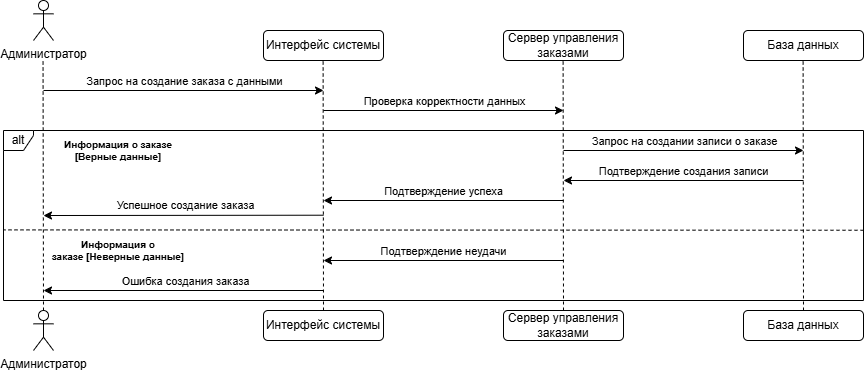 Администратор
Интерфейс системы
Сервер управления
заказами
База данных
Запрос на создание заказа с данными
Проверка корректности данных
alt
Информация о заказе
[Верные данные]
Запрос на создании записи о заказе
Подтверждение создания записи
Подтверждение успеха
Успешное создание заказа
Информация о
заказе [Неверные данные]
Подтверждение неудачи
Ошибка создания заказа
Администратор
Интерфейс системы
Сервер управления
заказами
База данных